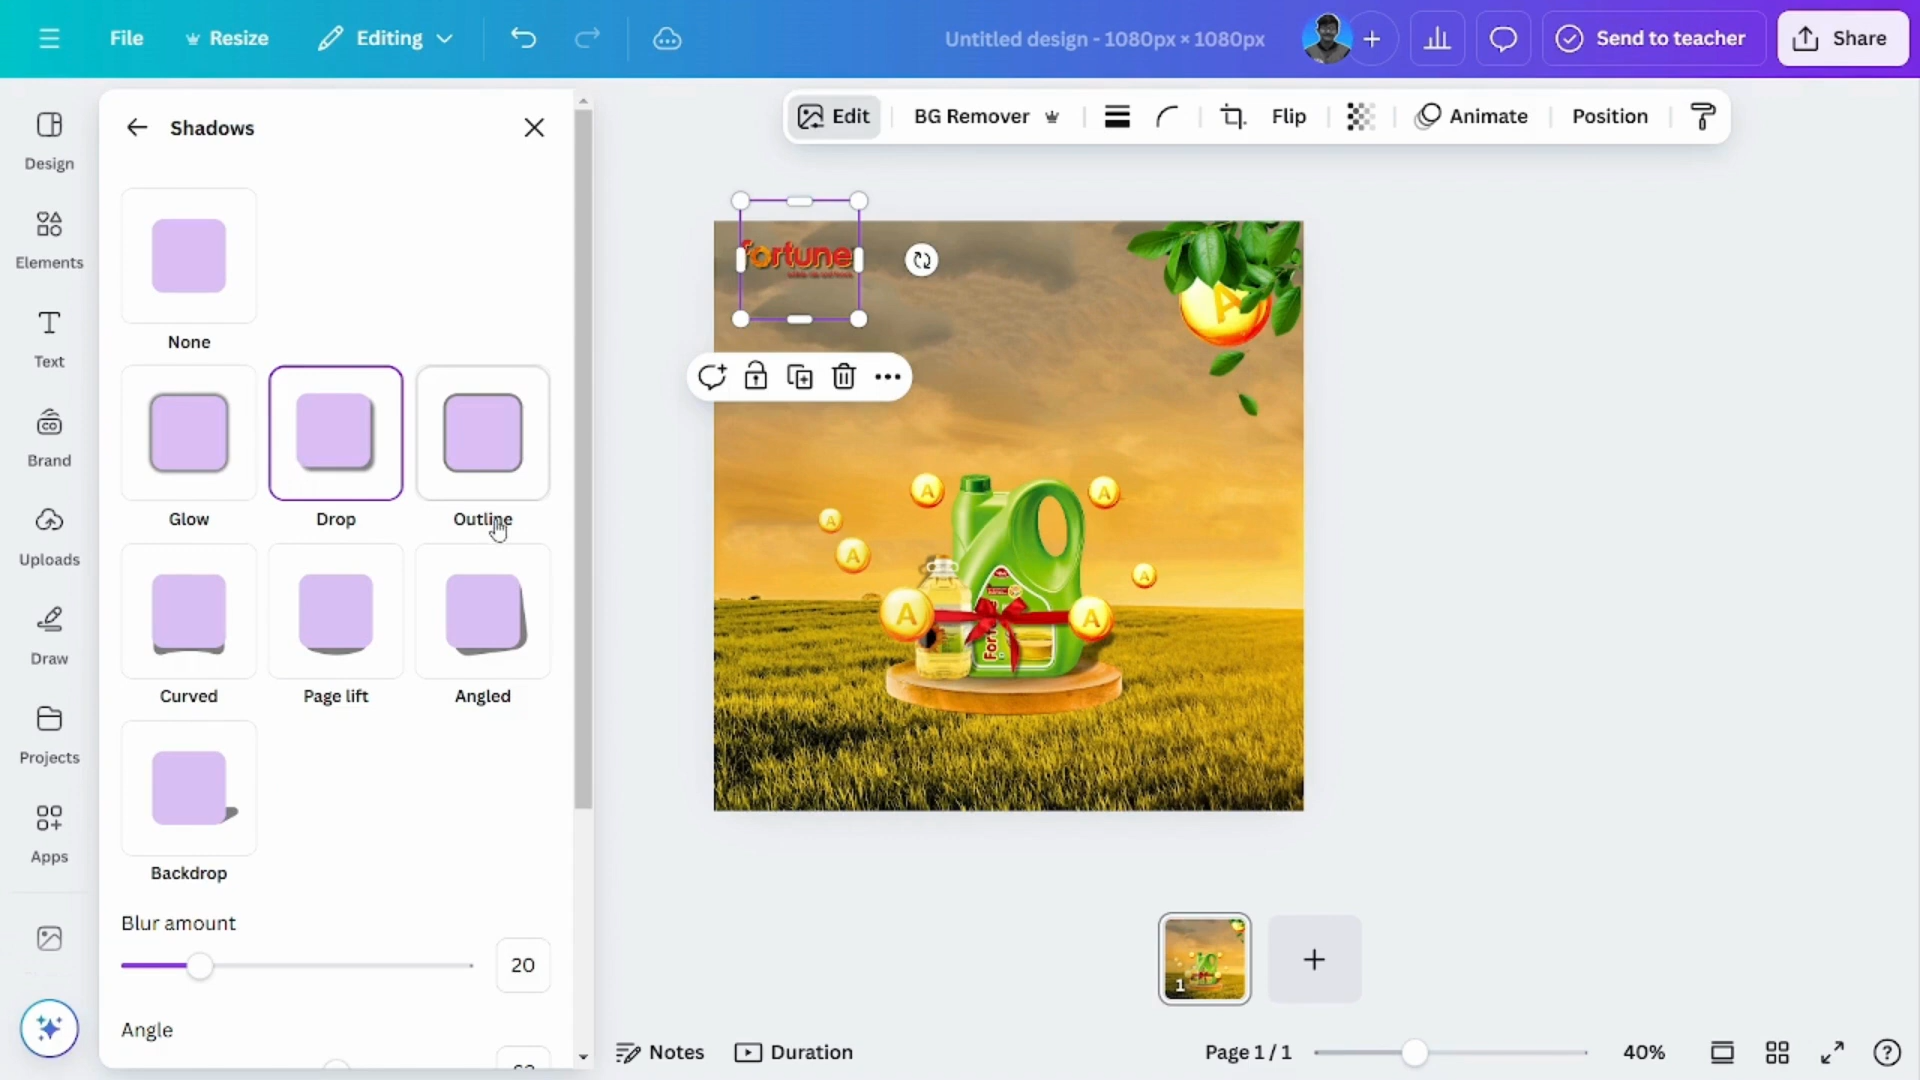 File
Resize
Editing
Untitled design - 1080px × 1080px
Send to teacher
Share
Design
Elements
Text
Brand
Uploads
Draw
Projects
Apps
Shadows
None
Glow
Drop
Outline
Curved
Page lift
Angled
Backdrop
Blur amount
20
Angle
Edit
BG Remover
Flip
Animate
Position
fortune
A
A
A
A
A
A
A
A
Fortune
1
Notes
Duration
Page 1 / 1
40%